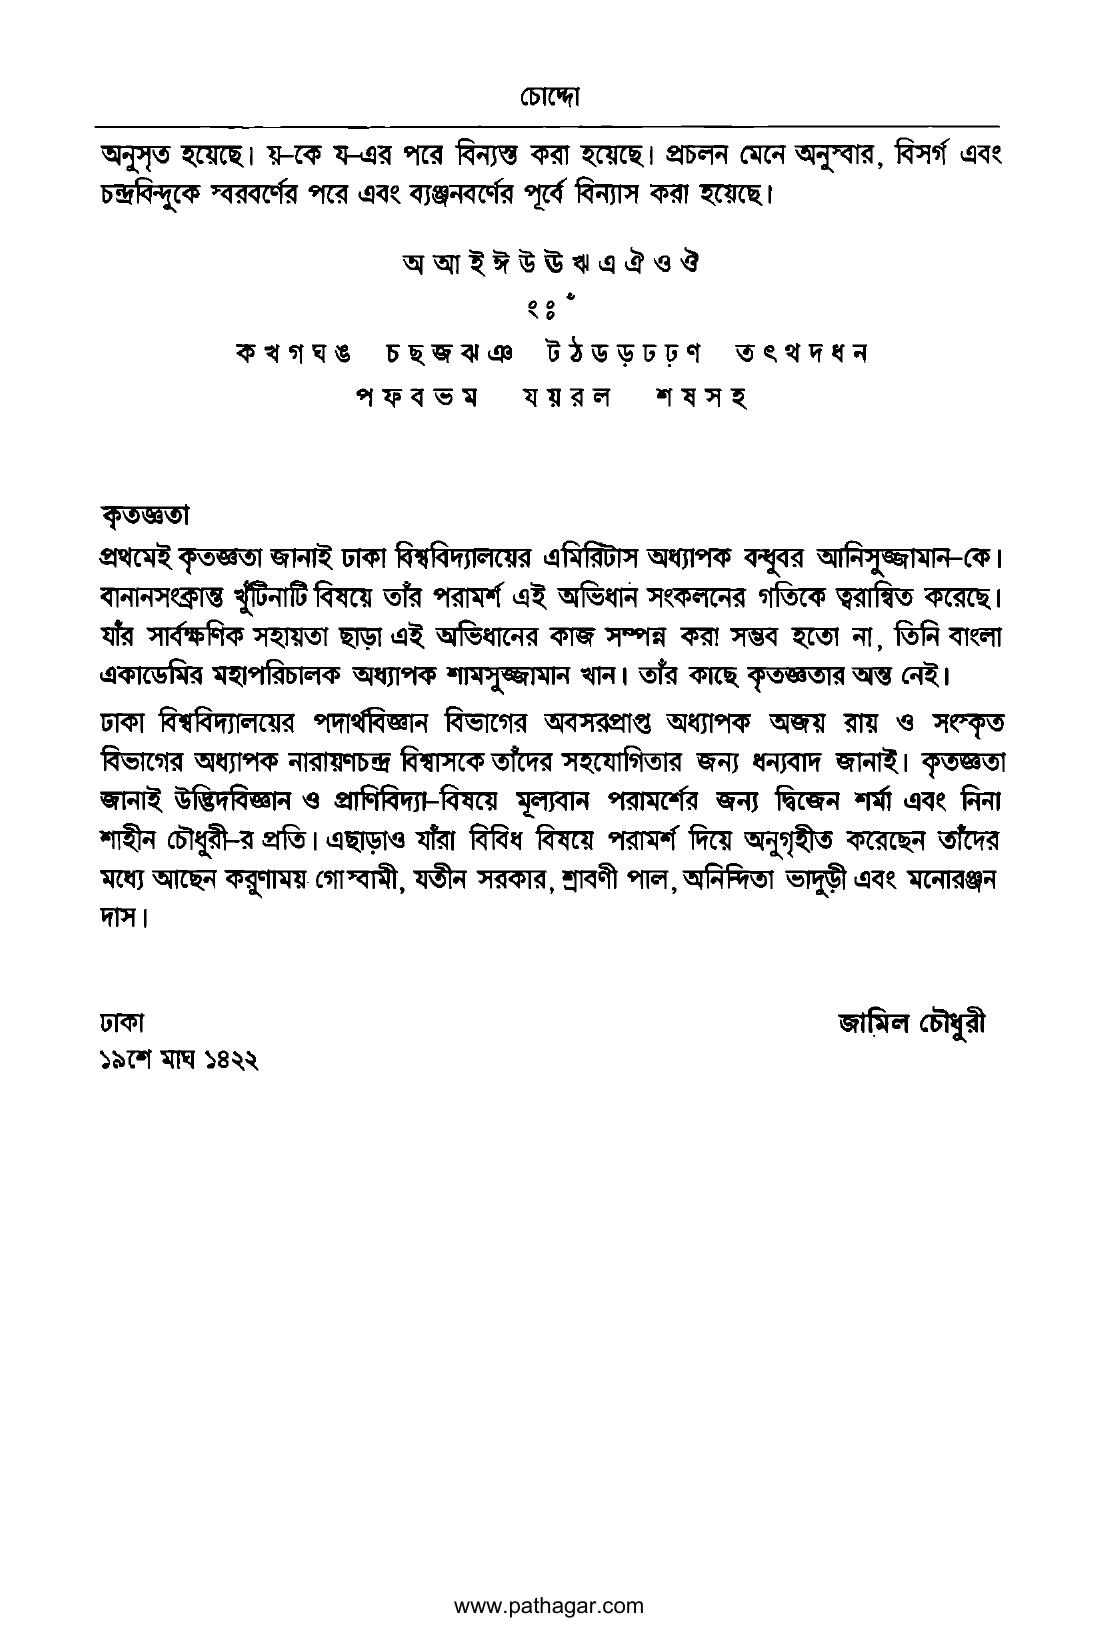 চোদ্দো
অনুসৃত হয়েছে। য়–কে য–এর পরে বিন্যস্ত করা হয়েছে। প্রচলন মেনে অনুস্বার, বিসর্গ এবং
চন্দ্রবিন্দুকে স্বরবর্ণের পরে এবং ব্যঞ্জনবর্ণের পূর্বে বিন্যাস করা হয়েছে।
অ আ ই ঈ উ ঊ ঋ এ ঐ ও ঔ
ং ঃ ঁ
ক খ গ ঘ ঙ চ ছ জ ঝ ঞ ট ঠ ড ড় ঢ ঢ় ণ ত ৎ থ দ ধ ন
প ফ ব ভ ম য য় র ল শ ষ স হ
কৃতজ্ঞতা
প্রথমেই কৃতজ্ঞতা জানাই ঢাকা বিশ্ববিদ্যালয়ের এমিরিটাস অধ্যাপক বন্ধুবর আনিসুজ্জামান–কে।
বানানসংক্রান্ত খুঁটিনাটি বিষয়ে তাঁর পরামর্শ এই অভিধান সংকলনের গতিকে ত্বরান্বিত করেছে।
যাঁর সার্বক্ষণিক সহায়তা ছাড়া এই অভিধানের কাজ সম্পন্ন করা সম্ভব হতো না, তিনি বাংলা
একাডেমির মহাপরিচালক অধ্যাপক শামসুজ্জামান খান। তাঁর কাছে কৃতজ্ঞতার অন্ত নেই।
ঢাকা বিশ্ববিদ্যালয়ের পদার্থবিজ্ঞান বিভাগের অবসরপ্রাপ্ত অধ্যাপক অজয় রায় ও সংস্কৃত
বিভাগের অধ্যাপক নারায়ণচন্দ্র বিশ্বাসকে তাঁদের সহযোগিতার জন্য ধন্যবাদ জানাই। কৃতজ্ঞতা
জানাই উদ্ভিদবিজ্ঞান ও প্রাণিবিদ্যা–বিষয়ে মূল্যবান পরামর্শের জন্য দ্বিজেন শর্মা এবং নিনা
শাহীন চৌধুরী–র প্রতি। এছাড়াও যাঁরা বিবিধ বিষয়ে পরামর্শ দিয়ে অনুগৃহীত করেছেন তাঁদের
মধ্যে আছেন করুণাময় গোস্বামী, যতীন সরকার, শ্রাবণী পাল, অনিন্দিতা ভাদুড়ী এবং মনোরঞ্জন
দাস।
ঢাকা জামিল চৌধুরী
১৯শে মাঘ ১৪২২
www.pathagar.com